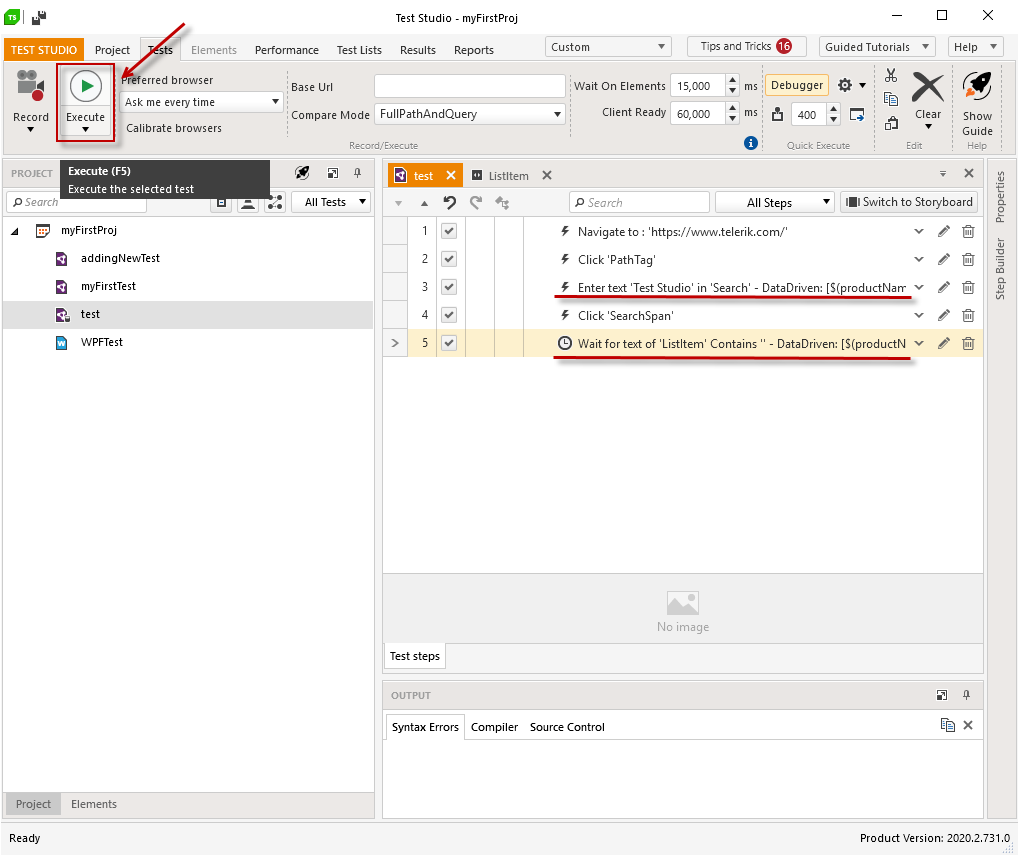 TS
Test Studio - myFirstProj
TEST STUDIO Project Tests Elements Performance Test Lists Results Reports Custom Tips and Tricks 16 Guided Tutorials Help
Record
Execute
Preferred browser
Ask me every time
Calibrate browsers
Base Url
Compare Mode FullPathAndQuery
Wait On Elements 15,000 ms
Client Ready 60,000 ms
Record/Execute
Debugger
400
Quick Execute
Clear
Edit
Show
Guide
Help
PROJECT
Execute (F5)
Execute the selected test
Search All Tests
myFirstProj
addingNewTest
myFirstTest
test
WPFTest
Project Elements
test ListItem
Search All Steps Switch to Storyboard
1 Navigate to : 'https://www.telerik.com/'
2 Click 'PathTag'
3 Enter text 'Test Studio' in 'Search' - DataDriven: [$(productNam
4 Click 'SearchSpan'
5 Wait for text of 'ListItem' Contains '' - DataDriven: [$(productN
No image
Test steps
OUTPUT
Syntax Errors Compiler Source Control
Properties
Step Builder
Ready
Product Version: 2020.2.731.0